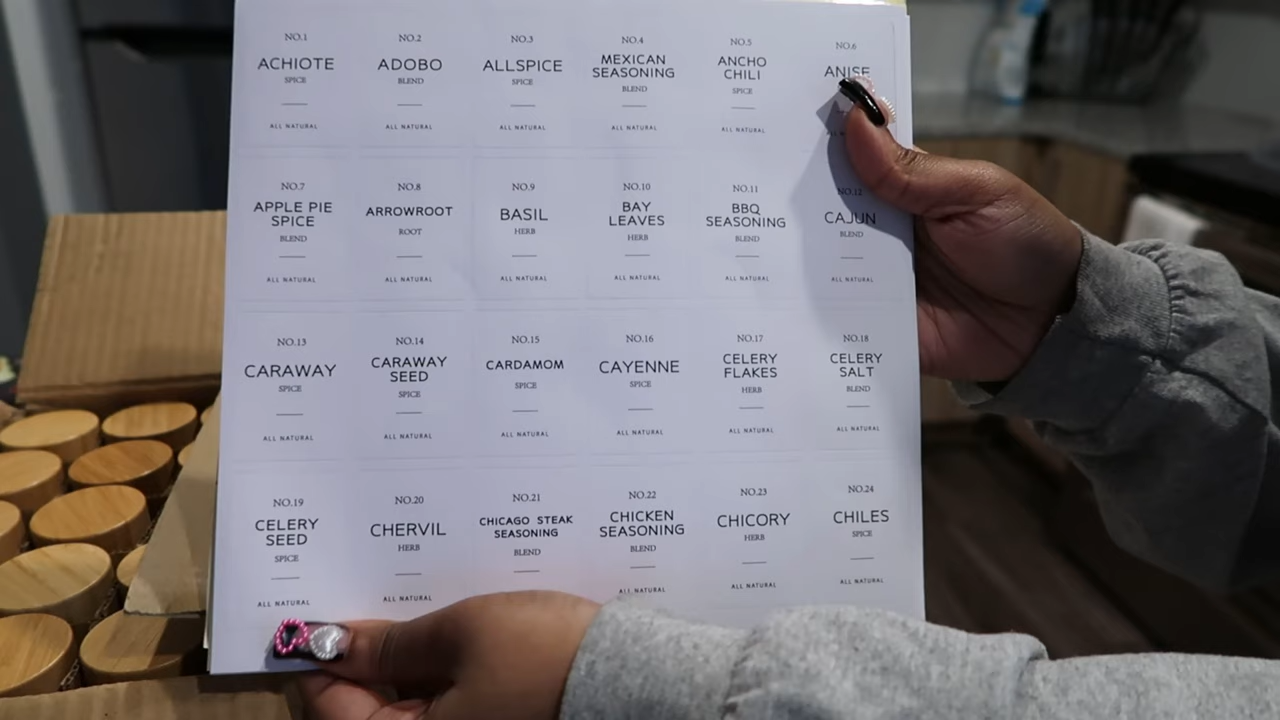 NO.1
ACHIOTE
SPICE
ALL NATURAL
NO.2
ADOBO
BLEND
ALL NATURAL
NO.3
ALLSPICE
SPICE
ALL NATURAL
NO.4
MEXICAN
SEASONING
BLEND
ALL NATURAL
NO.5
ANCHO
CHILI
SPICE
ALL NATURAL
NO.6
ANISE
NO.7
APPLE PIE
SPICE
BLEND
ALL NATURAL
NO.8
ARROWROOT
ROOT
ALL NATURAL
NO.9
BASIL
HERB
ALL NATURAL
NO.10
BAY
LEAVES
HERB
ALL NATURAL
NO.11
BBQ
SEASONING
BLEND
ALL NATURAL
NO.12
CAJUN
BLEND
ALL NATURAL
NO.13
CARAWAY
SPICE
ALL NATURAL
NO.14
CARAWAY
SEED
SPICE
ALL NATURAL
NO.15
CARDAMOM
SPICE
ALL NATURAL
NO.16
CAYENNE
SPICE
ALL NATURAL
NO.17
CELERY
FLAKES
HERB
ALL NATURAL
NO.18
CELERY
SALT
BLEND
ALL NATURAL
NO.19
CELERY
SEED
SPICE
ALL NATURAL
NO.20
CHERVIL
HERB
ALL NATURAL
NO.21
CHICAGO STEAK
SEASONING
BLEND
NO.22
CHICKEN
SEASONING
BLEND
ALL NATURAL
NO.23
CHICORY
HERB
ALL NATURAL
NO.24
CHILES
SPICE
ALL NATURAL